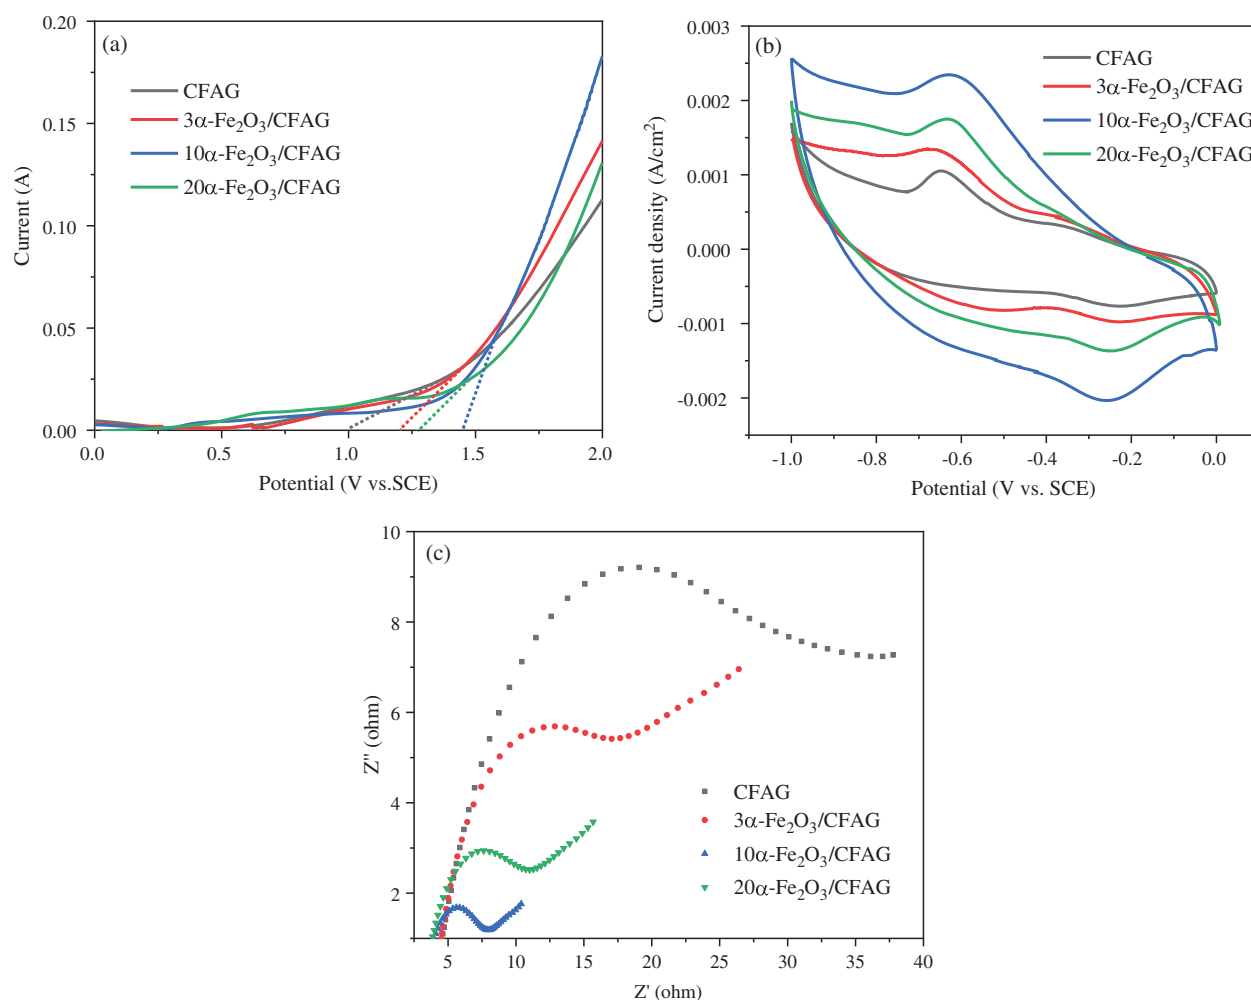 (a)
0.20
0.15
0.10
0.05
0.00
Current (A)
CFAG
3α-Fe₂O₃/CFAG
10α-Fe₂O₃/CFAG
20α-Fe₂O₃/CFAG
0.0 0.5 1.0 1.5 2.0
Potential (V vs.SCE)
(b)
0.003
0.002
0.001
0.000
-0.001
-0.002
Current density (A/cm²)
CFAG
3α-Fe₂O₃/CFAG
10α-Fe₂O₃/CFAG
20α-Fe₂O₃/CFAG
-1.0 -0.8 -0.6 -0.4 -0.2 0.0
Potential (V vs. SCE)
(c)
10
8
6
4
2
Z'' (ohm)
CFAG
3α-Fe₂O₃/CFAG
10α-Fe₂O₃/CFAG
20α-Fe₂O₃/CFAG
5 10 15 20 25 30 35 40
Z' (ohm)